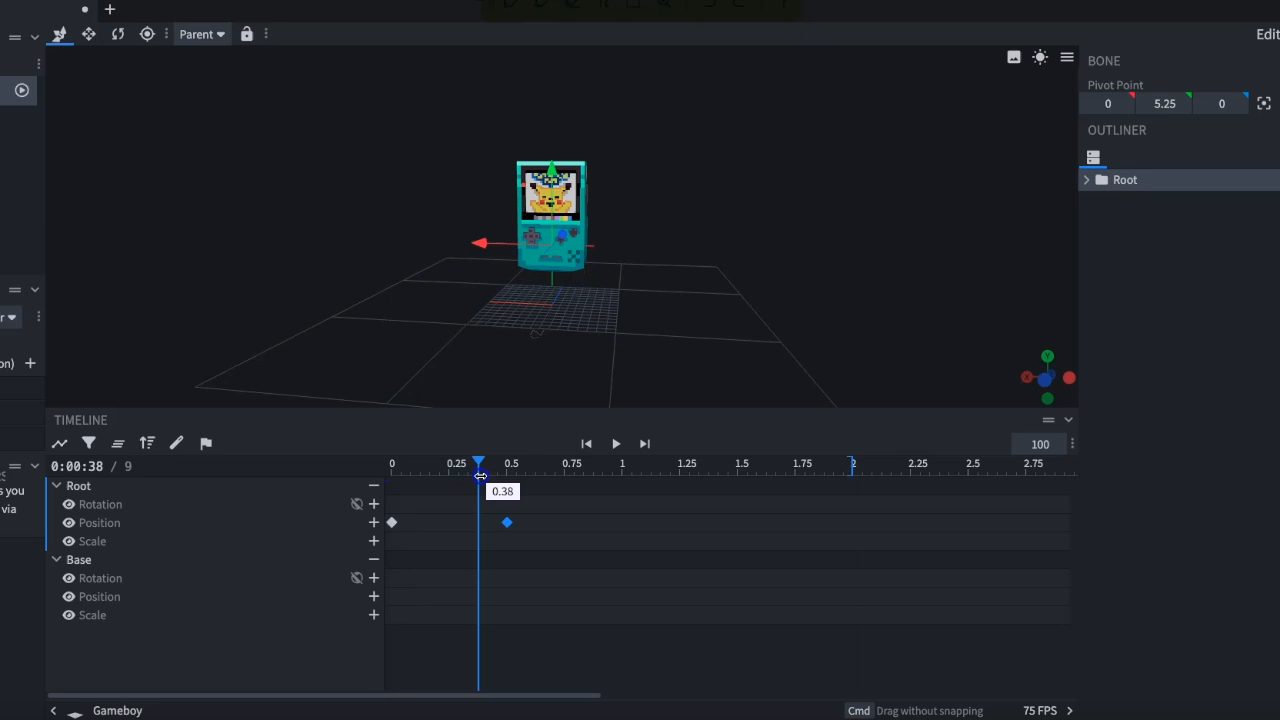 Parent
Edit
BONE
Pivot Point
0 5.25 0
OUTLINER
Root
r
on)
s you
via
TIMELINE
100
0:00:38 / 9
0 0.25 0.5 0.75 1 1.25 1.5 1.75 2 2.25 2.5 2.75
0.38
Root
Rotation
Position
Scale
Base
Rotation
Position
Scale
Gameboy
Cmd Drag without snapping
75 FPS